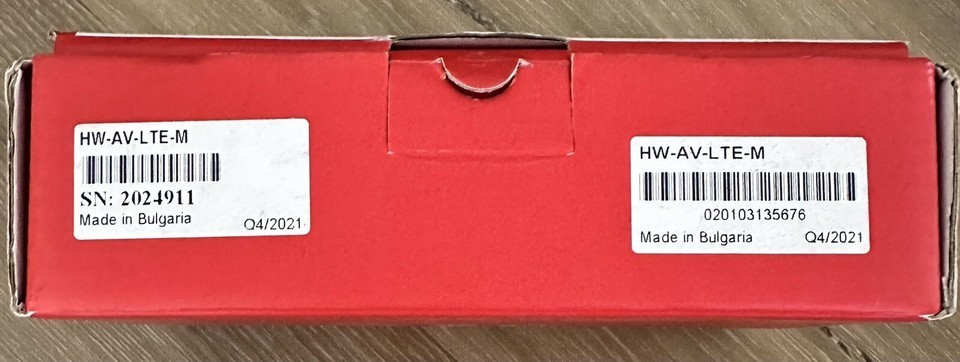 HW-AV-LTE-M
SN: 2024911
Made in Bulgaria Q4/2021
HW-AV-LTE-M
020103135676
Made in Bulgaria Q4/2021